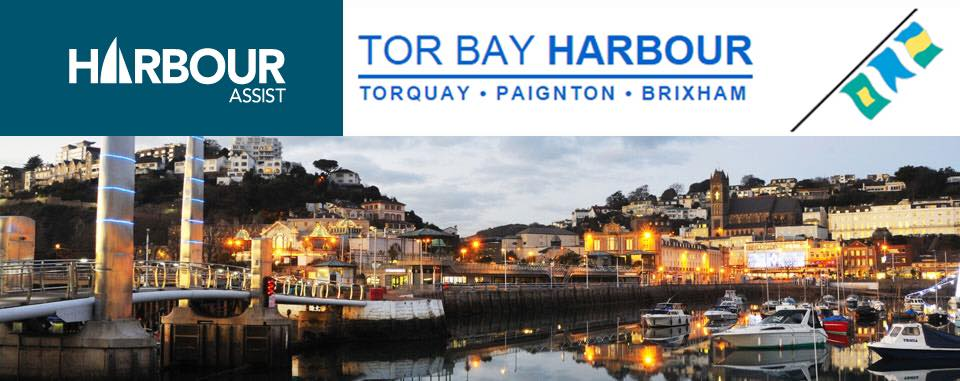 HARBOUR
ASSIST
TOR BAY HARBOUR
TORQUAY • PAIGNTON • BRIXHAM